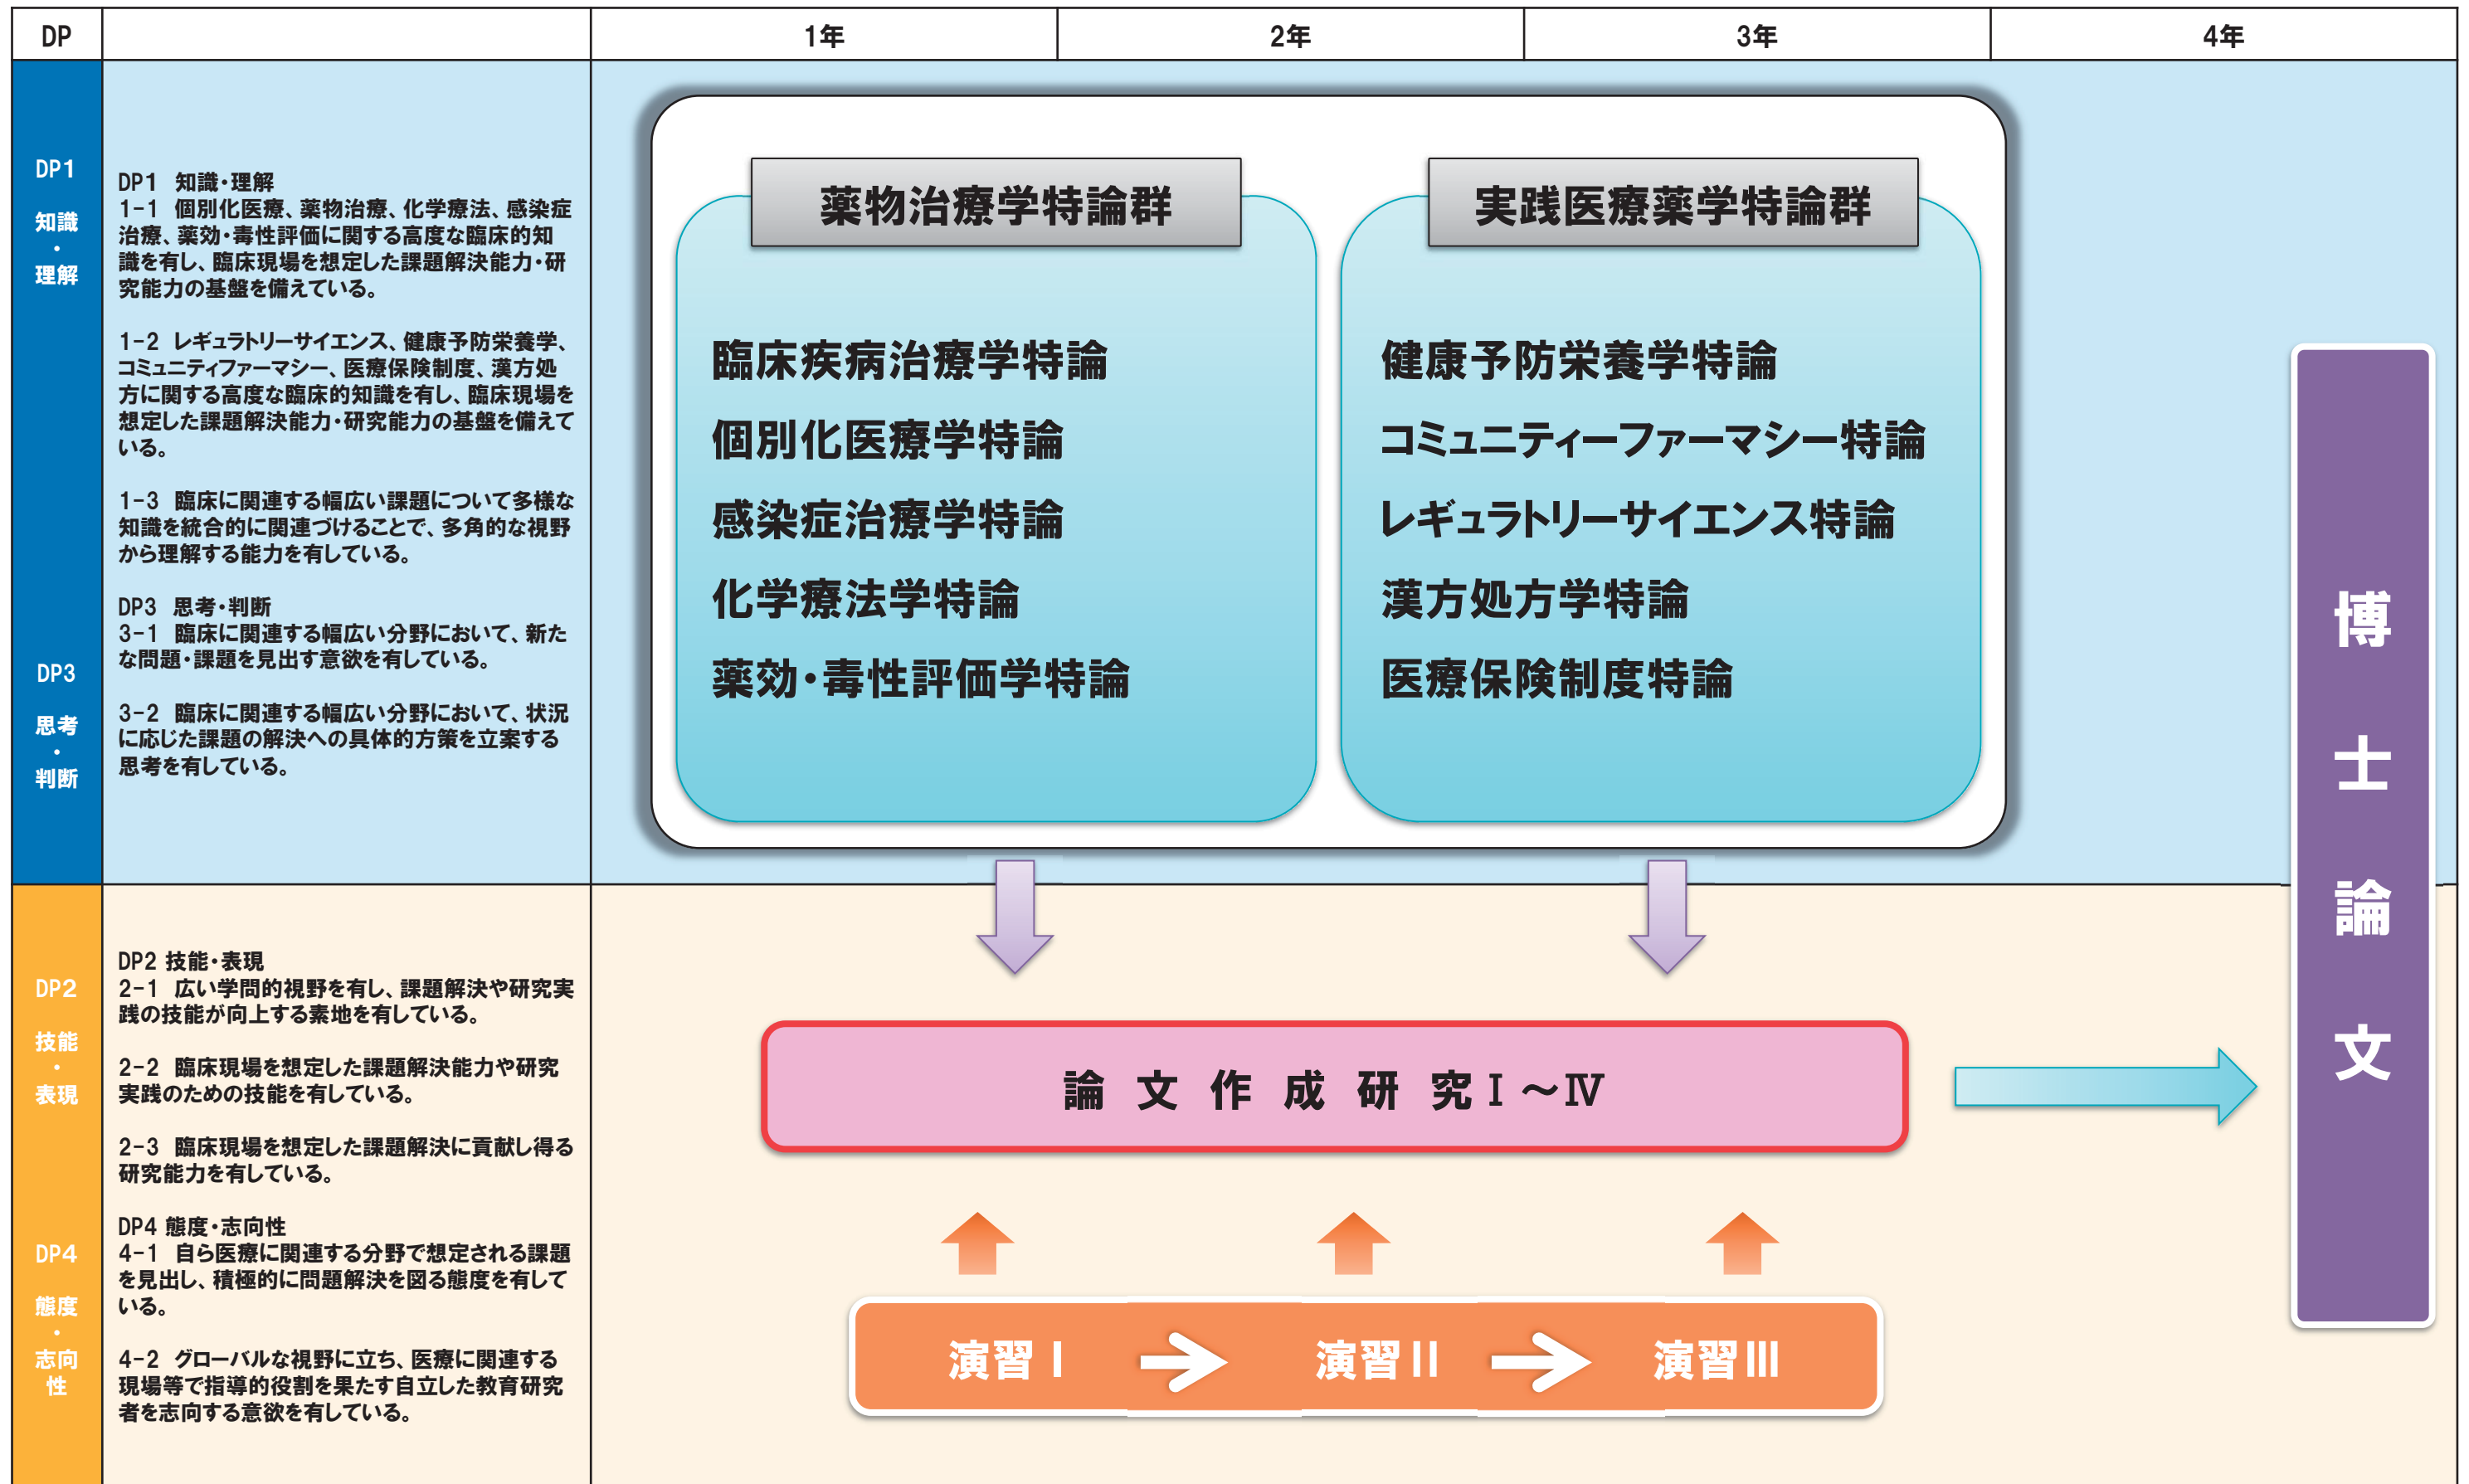 DP 1年 2年 3年 4年
DP1
知識
・
理解
DP3
思考
・
判断
DP1 知識・理解
1-1 個別化医療、薬物治療、化学療法、感染症
治療、薬効・毒性評価に関する高度な臨床的知
識を有し、臨床現場を想定した課題解決能力・研
究能力の基盤を備えている。
1-2 レギュラトリーサイエンス、健康予防栄養学、
コミュニティファーマシー、医療保険制度、漢方処
方に関する高度な臨床的知識を有し、臨床現場を
想定した課題解決能力・研究能力の基盤を備えて
いる。
1-3 臨床に関連する幅広い課題について多様な
知識を統合的に関連づけることで、多角的な視野
から理解する能力を有している。
DP3 思考・判断
3-1 臨床に関連する幅広い分野において、新た
な問題・課題を見出す意欲を有している。
3-2 臨床に関連する幅広い分野において、状況
に応じた課題の解決への具体的方策を立案する
思考を有している。
薬物治療学特論群
臨床疾病治療学特論
個別化医療学特論
感染症治療学特論
化学療法学特論
薬効・毒性評価学特論
実践医療薬学特論群
健康予防栄養学特論
コミュニティーファーマシー特論
レギュラトリーサイエンス特論
漢方処方学特論
医療保険制度特論
博士論文
DP2
技能
・
表現
DP4
態度
・
志向
性
DP2 技能・表現
2-1 広い学問的視野を有し、課題解決や研究実
践の技能が向上する素地を有している。
2-2 臨床現場を想定した課題解決能力や研究
実践のための技能を有している。
2-3 臨床現場を想定した課題解決に貢献し得る
研究能力を有している。
DP4 態度・志向性
4-1 自ら医療に関連する分野で想定される課題
を見出し、積極的に問題解決を図る態度を有して
いる。
4-2 グローバルな視野に立ち、医療に関連する
現場等で指導的役割を果たす自立した教育研究
者を志向する意欲を有している。
論文作成研究Ⅰ～Ⅳ
演習Ⅰ 演習Ⅱ 演習Ⅲ